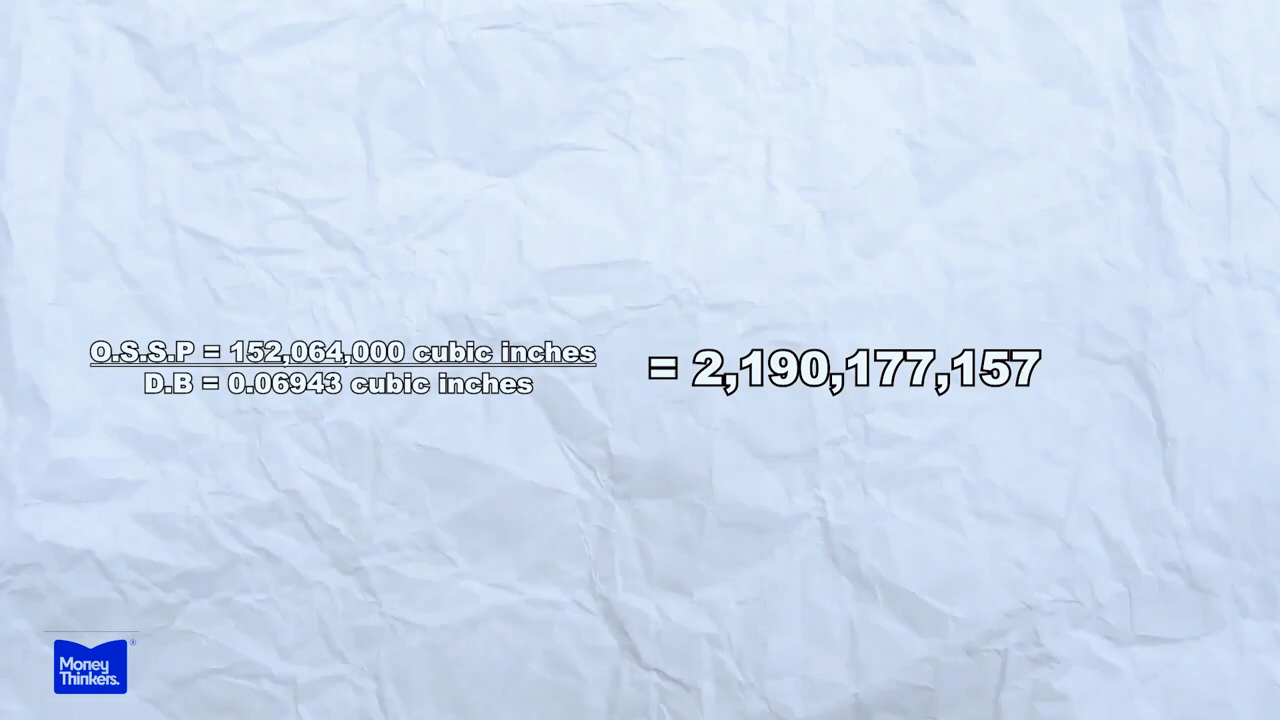 O.S.S.P = 152,064,000 cubic inches
D.B = 0.06943 cubic inches
= 2,190,177,157
Money
Thinkers.
®